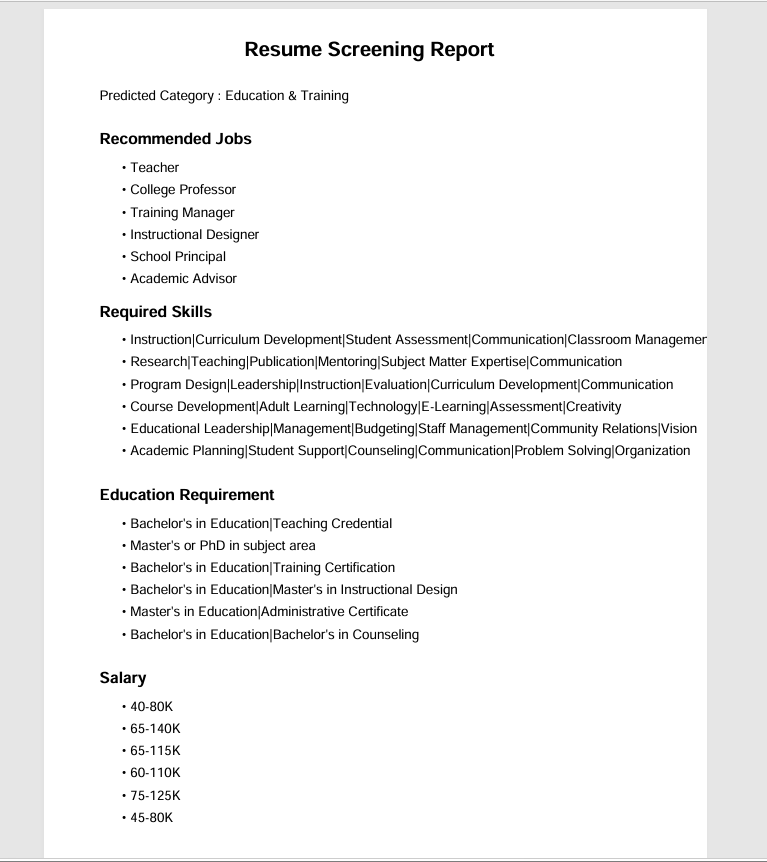 Resume Screening Report
Predicted Category : Education & Training
Recommended Jobs
• Teacher
• College Professor
• Training Manager
• Instructional Designer
• School Principal
• Academic Advisor
Required Skills
• Instruction|Curriculum Development|Student Assessment|Communication|Classroom Managemen
• Research|Teaching|Publication|Mentoring|Subject Matter Expertise|Communication
• Program Design|Leadership|Instruction|Evaluation|Curriculum Development|Communication
• Course Development|Adult Learning|Technology|E-Learning|Assessment|Creativity
• Educational Leadership|Management|Budgeting|Staff Management|Community Relations|Vision
• Academic Planning|Student Support|Counseling|Communication|Problem Solving|Organization
Education Requirement
• Bachelor's in Education|Teaching Credential
• Master's or PhD in subject area
• Bachelor's in Education|Training Certification
• Bachelor's in Education|Master's in Instructional Design
• Master's in Education|Administrative Certificate
• Bachelor's in Education|Bachelor's in Counseling
Salary
• 40-80K
• 65-140K
• 65-115K
• 60-110K
• 75-125K
• 45-80K